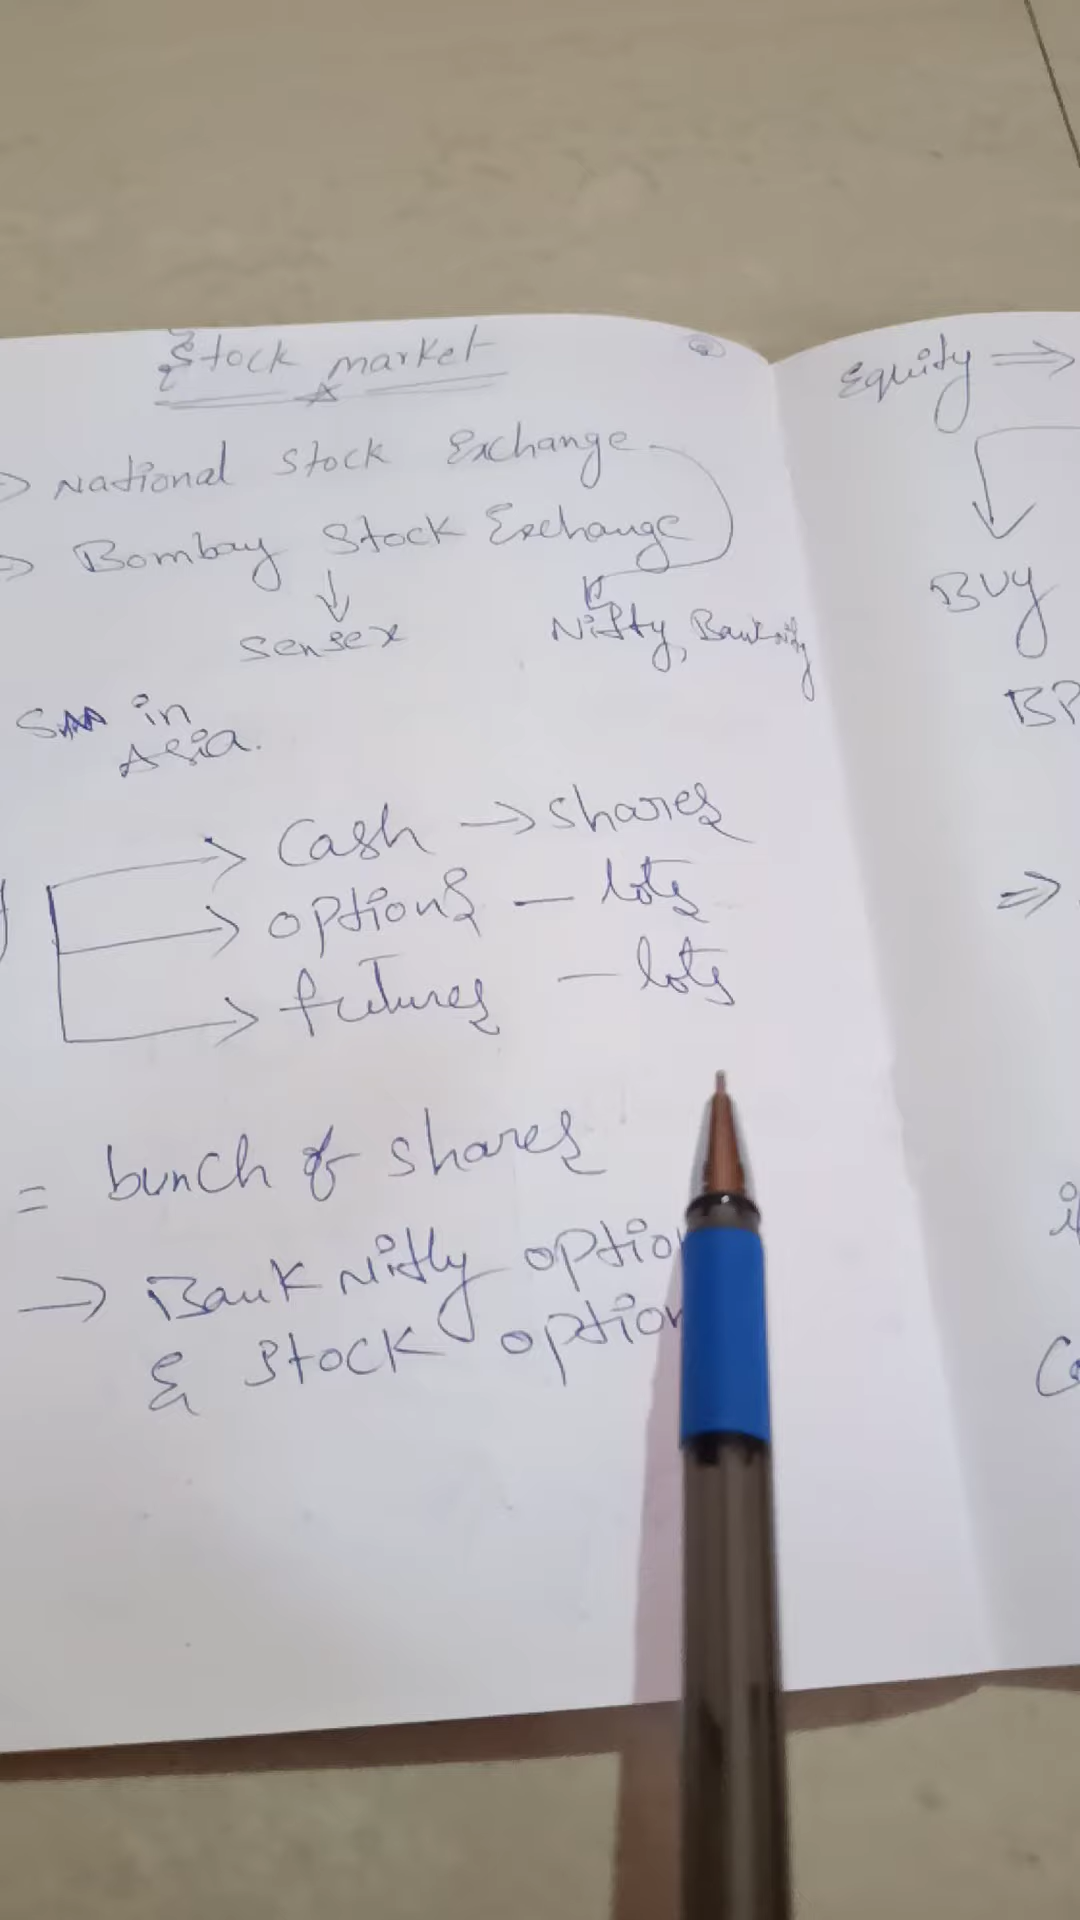 Stock market
⇒ National Stock Exchange
⇒ Bombay Stock Exchange
↓
Sensex
Nifty, Banknifty
in
Asia.
→ Cash → shares
→ options – lots
→ futures – lots
= bunch of shares
→ Bank Nifty option
& Stock option
Equity ⇒
BUY
⇒